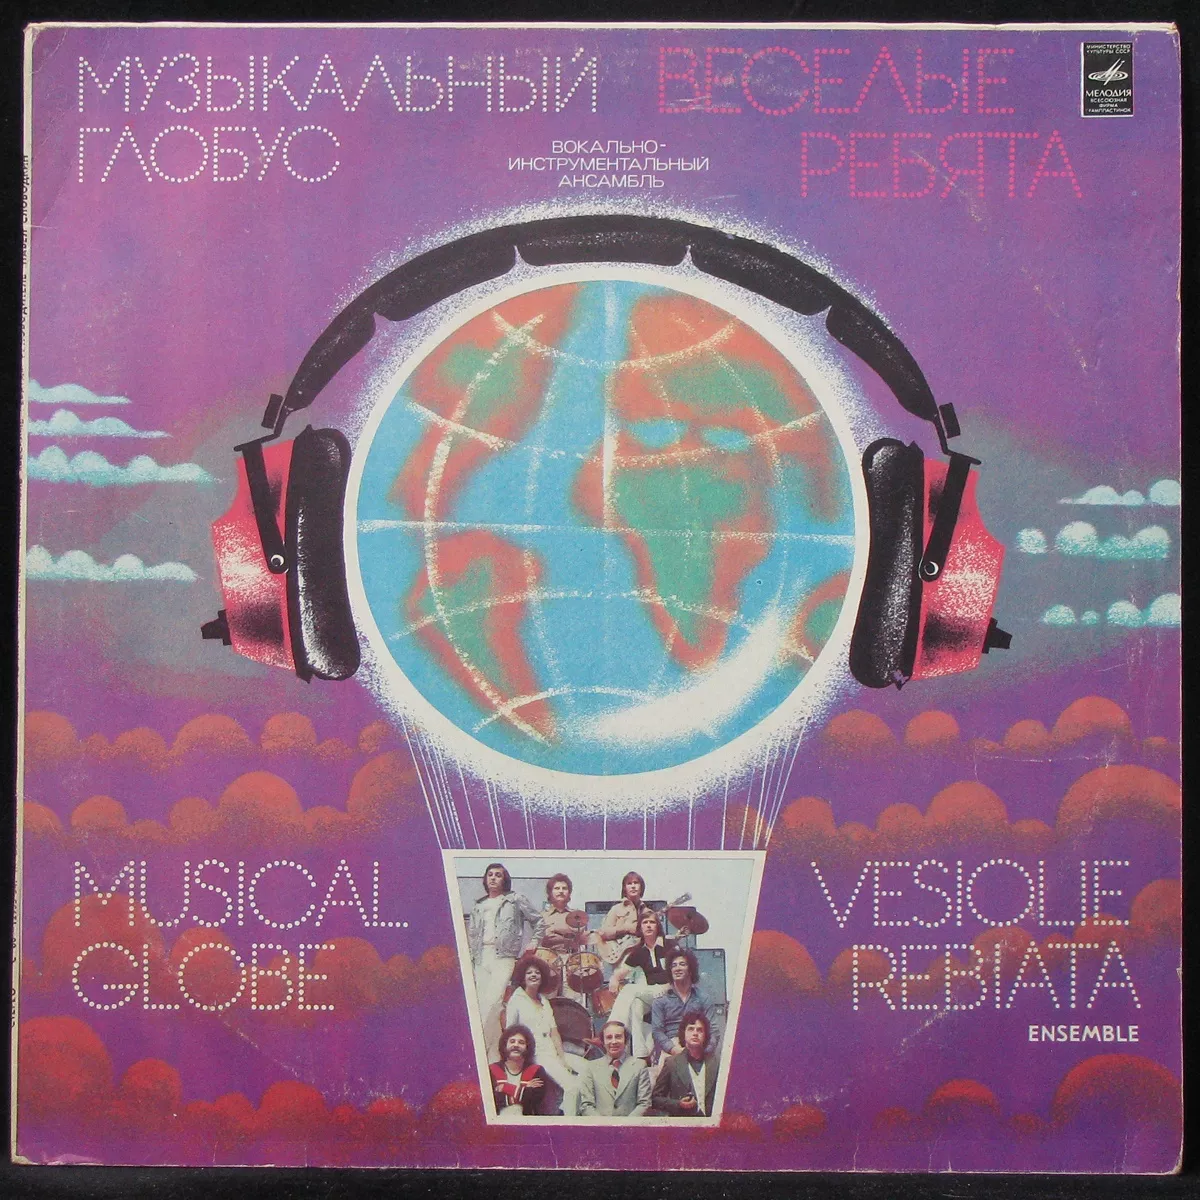 МУЗЫКАЛЬНЫЙ
ГЛОБУС
ВЕСЕЛЫЕ
РЕБЯТА
ВОКАЛЬНО-
ИНСТРУМЕНТАЛЬНЫЙ
АНСАМБЛЬ
МИНИСТЕРСТВО
КУЛЬТУРЫ СССР
МЕЛОДИЯ
ВСЕСОЮЗНАЯ
ФИРМА
ГРАМПЛАСТИНОК
MUSICAL
GLOBE
VESIOLIE
REBIATA
ENSEMBLE